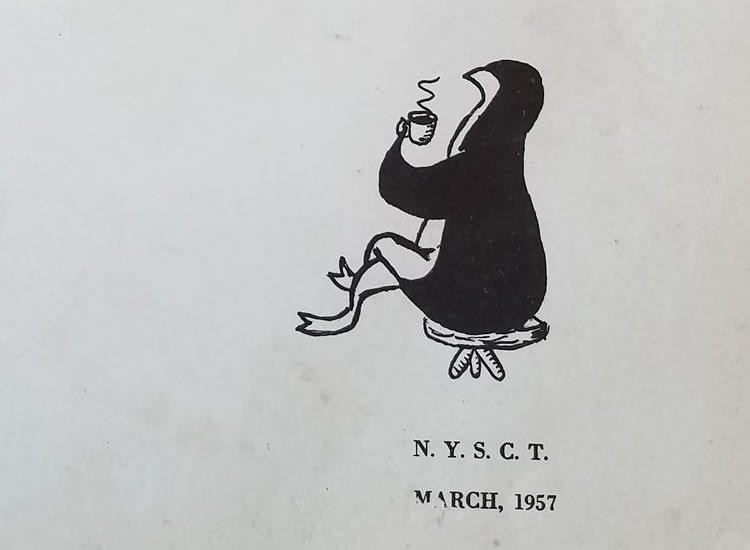 N. Y. S. C. T.
MARCH, 1957